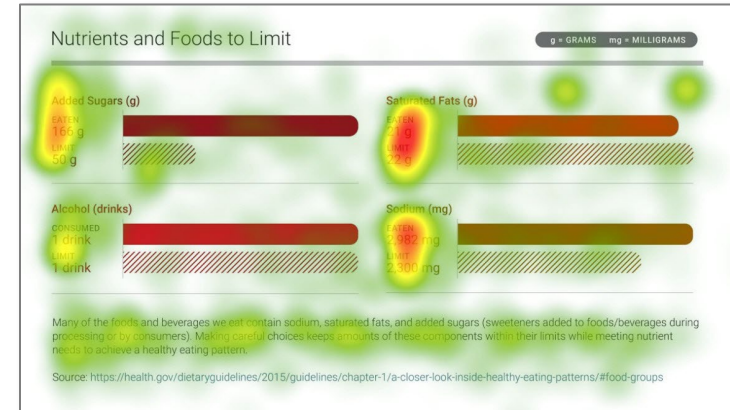 Nutrients and Foods to Limit
g = GRAMS mg = MILLIGRAMS
Added Sugars (g)
EATEN
166 g
LIMIT
50 g
Saturated Fats (g)
EATEN
21 g
LIMIT
22 g
Alcohol (drinks)
CONSUMED
1 drink
LIMIT
1 drink
Sodium (mg)
EATEN
2,982 mg
LIMIT
2,300 mg
Many of the foods and beverages we eat contain sodium, saturated fats, and added sugars (sweeteners added to foods/beverages during
processing or by consumers). Making careful choices keeps amounts of these components within their limits while meeting nutrient
needs to achieve a healthy eating pattern.
Source: https://health.gov/dietaryguidelines/2015/guidelines/chapter-1/a-closer-look-inside-healthy-eating-patterns/#food-groups